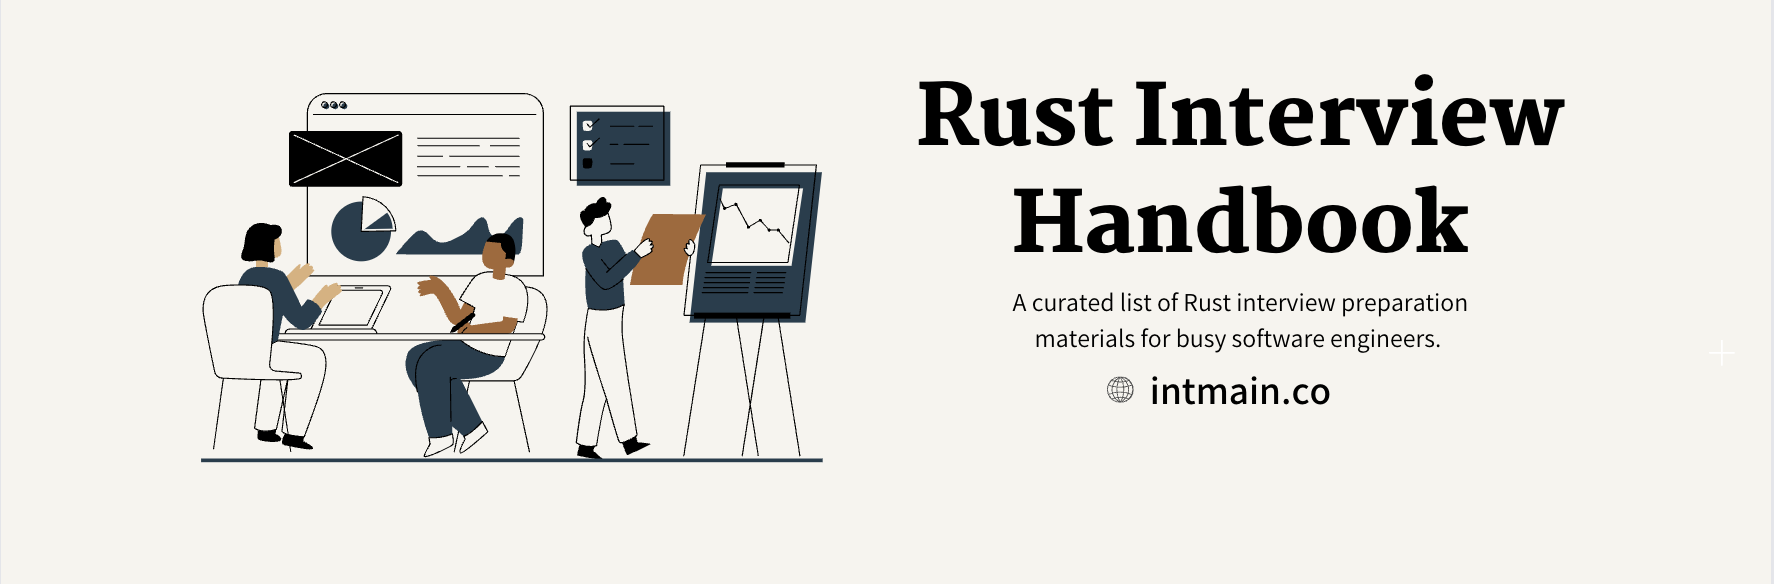 Rust Interview
Handbook
A curated list of Rust interview preparation
materials for busy software engineers.
intmain.co